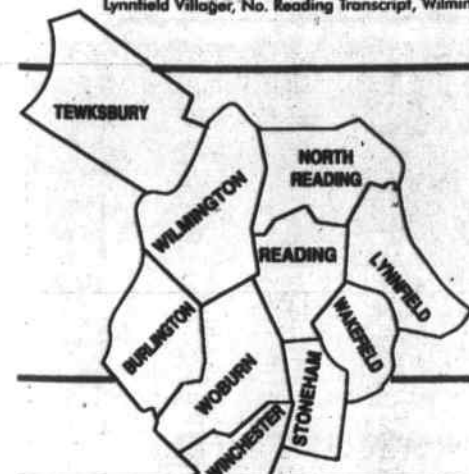 Lynnfield Villager, No. Reading Transcript, Wilmin
TEWKSBURY
NORTH
READING
WILMINGTON
READING
LYNNFIELD
BURLINGTON
WAKEFIELD
WOBURN
STONEHAM
WINCHESTER